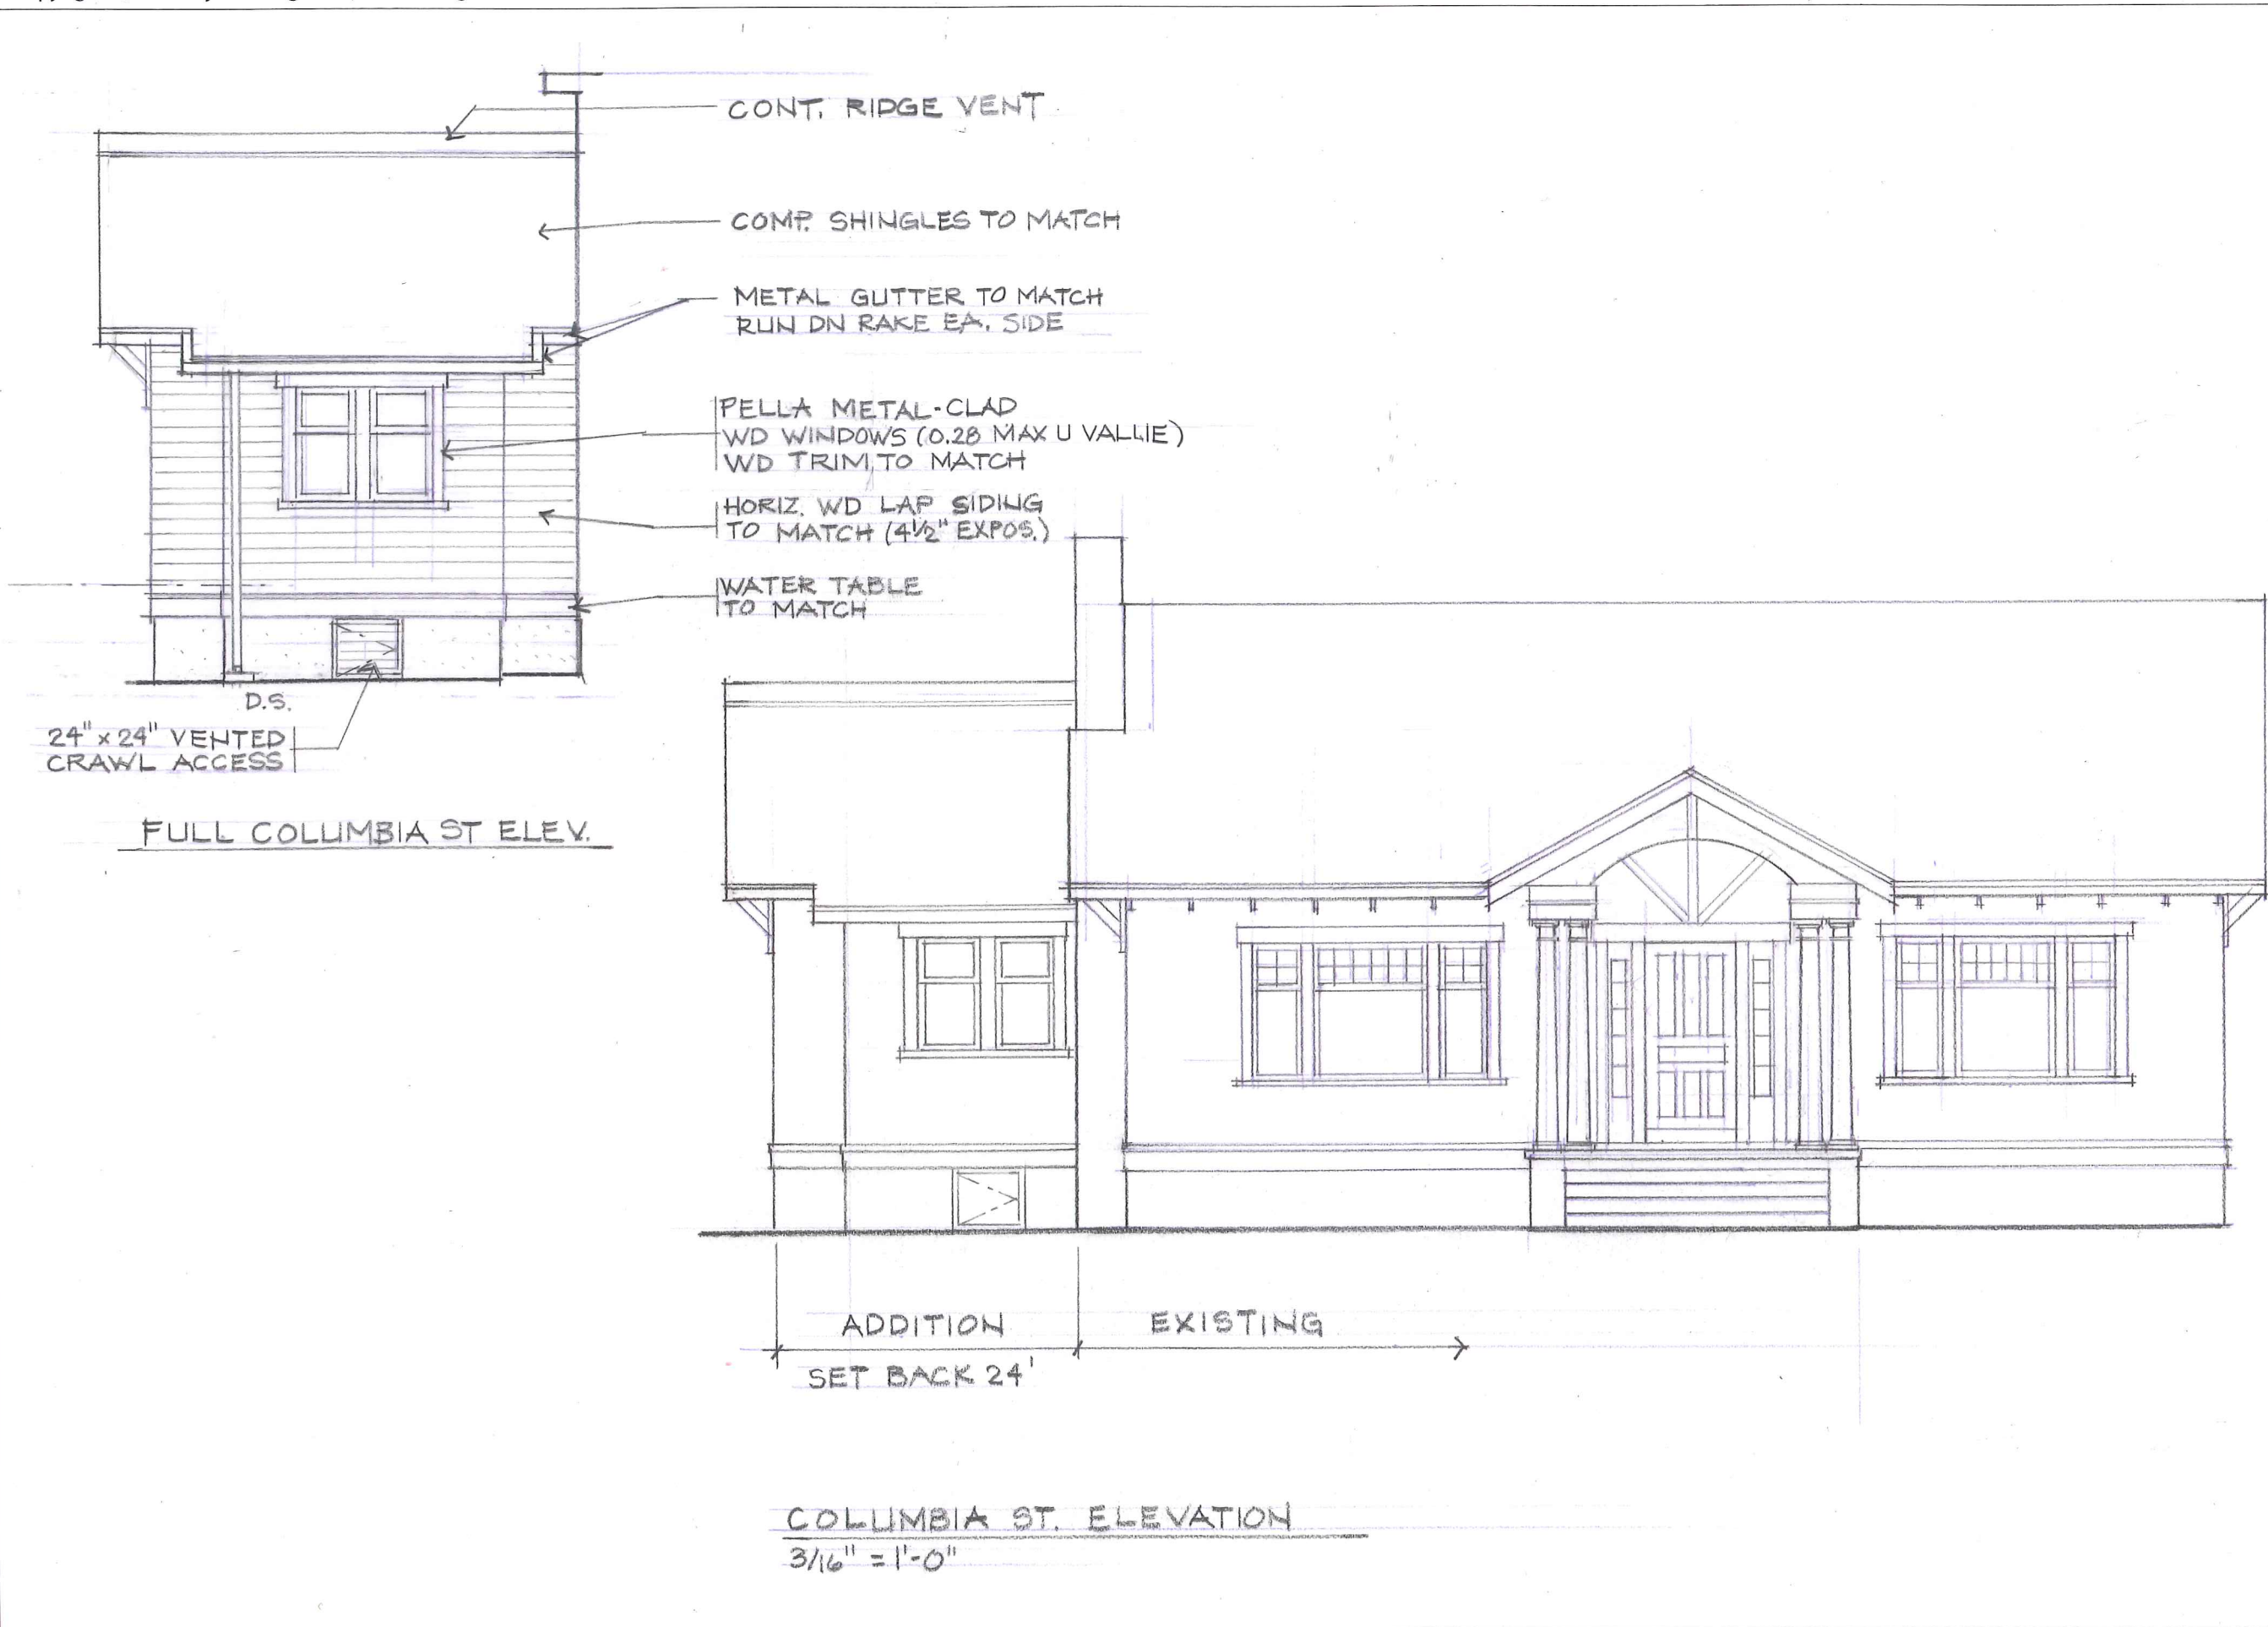 CONT. RIDGE VENT
COMP. SHINGLES TO MATCH
METAL GUTTER TO MATCH
RUN DN RAKE EA. SIDE
PELLA METAL-CLAD
WD WINDOWS (0.28 MAX U VALUE)
WD TRIM TO MATCH
HORIZ. WD LAP SIDING
TO MATCH (4½" EXPOS.)
WATER TABLE
TO MATCH
D.S.
24" x 24" VENTED
CRAWL ACCESS
FULL COLUMBIA ST ELEV.
ADDITION
EXISTING
SET BACK 24'
COLUMBIA ST. ELEVATION
3/16" = 1'-0"